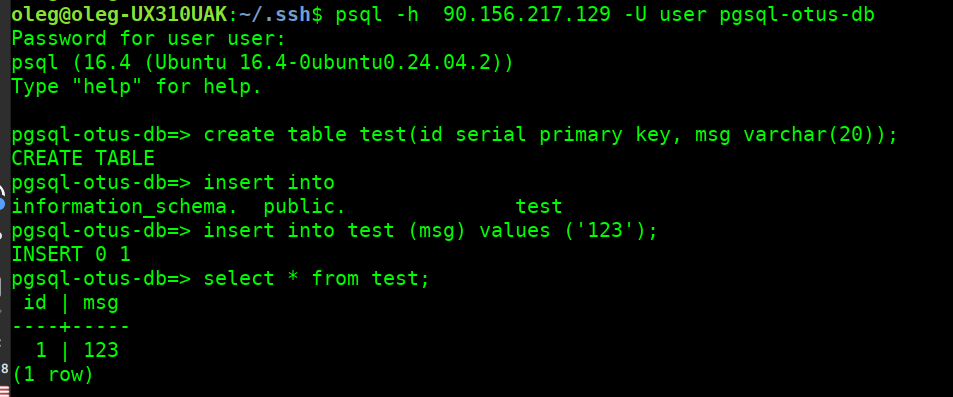 oleg@oleg-UX310UAK:~/.ssh$ psql -h  90.156.217.129 -U user pgsql-otus-db
Password for user user:
psql (16.4 (Ubuntu 16.4-0ubuntu0.24.04.2))
Type "help" for help.

pgsql-otus-db=> create table test(id serial primary key, msg varchar(20));
CREATE TABLE
pgsql-otus-db=> insert into
information_schema.  public.              test
pgsql-otus-db=> insert into test (msg) values ('123');
INSERT 0 1
pgsql-otus-db=> select * from test;
 id | msg
----+-----
  1 | 123
(1 row)
8